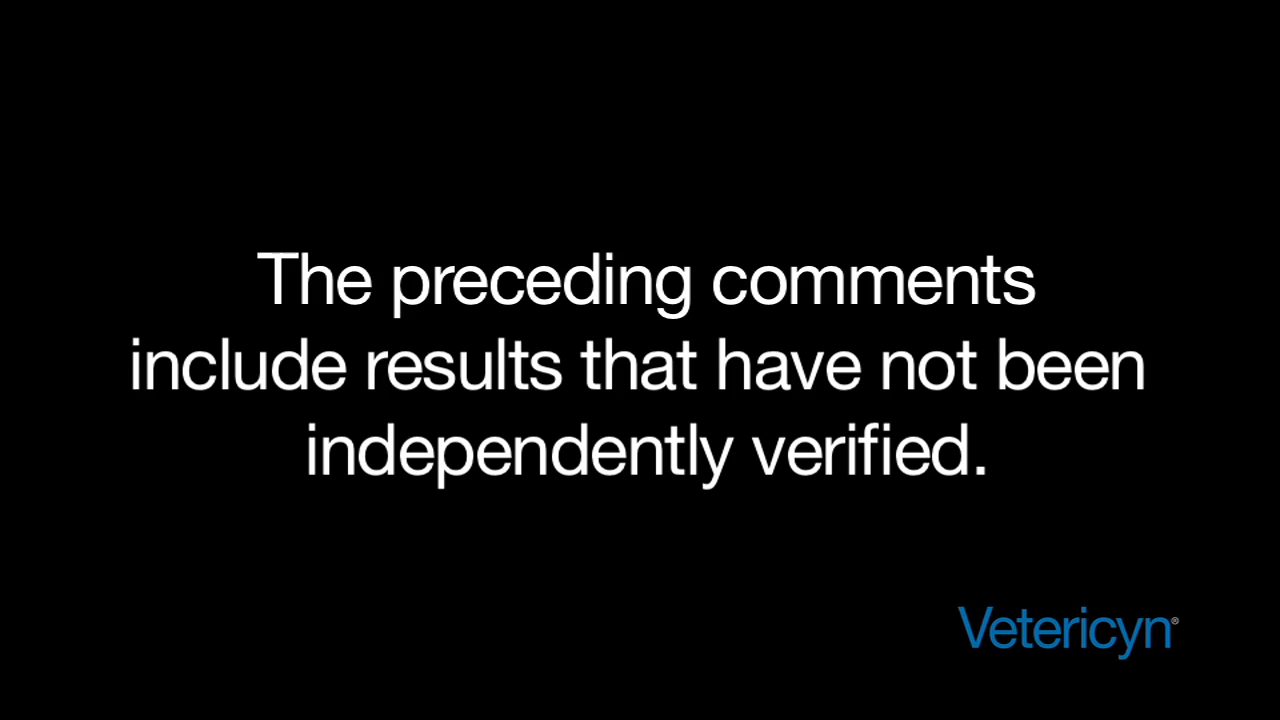 The preceding comments
include results that have not been
independently verified.
Vetericyn®